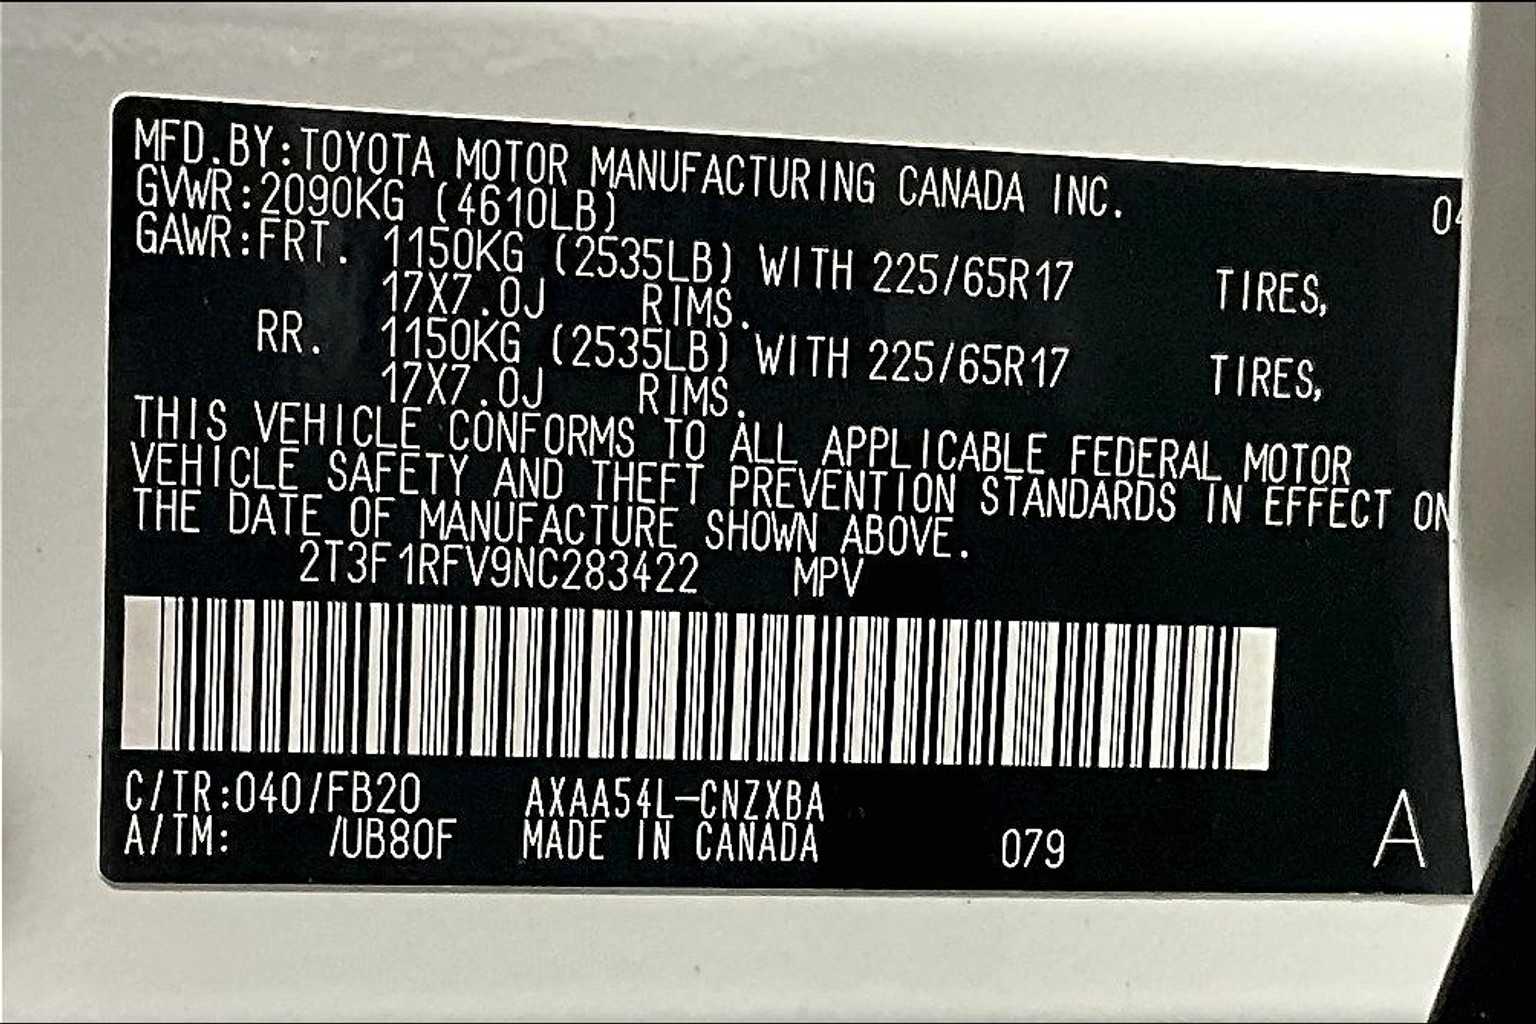 MFD.BY:TOYOTA MOTOR MANUFACTURING CANADA INC.
GVWR:2090KG (4610LB) 04
GAWR:FRT. 1150KG (2535LB) WITH 225/65R17 TIRES,
17X7.0J RIMS.
RR. 1150KG (2535LB) WITH 225/65R17 TIRES,
17X7.0J RIMS.
THIS VEHICLE CONFORMS TO ALL APPLICABLE FEDERAL MOTOR
VEHICLE SAFETY AND THEFT PREVENTION STANDARDS IN EFFECT ON
THE DATE OF MANUFACTURE SHOWN ABOVE.
2T3F1RFV9NC283422 MPV
C/TR:040/FB20 AXAA54L-CNZXBA
A/TM: /UB80F MADE IN CANADA 079 A